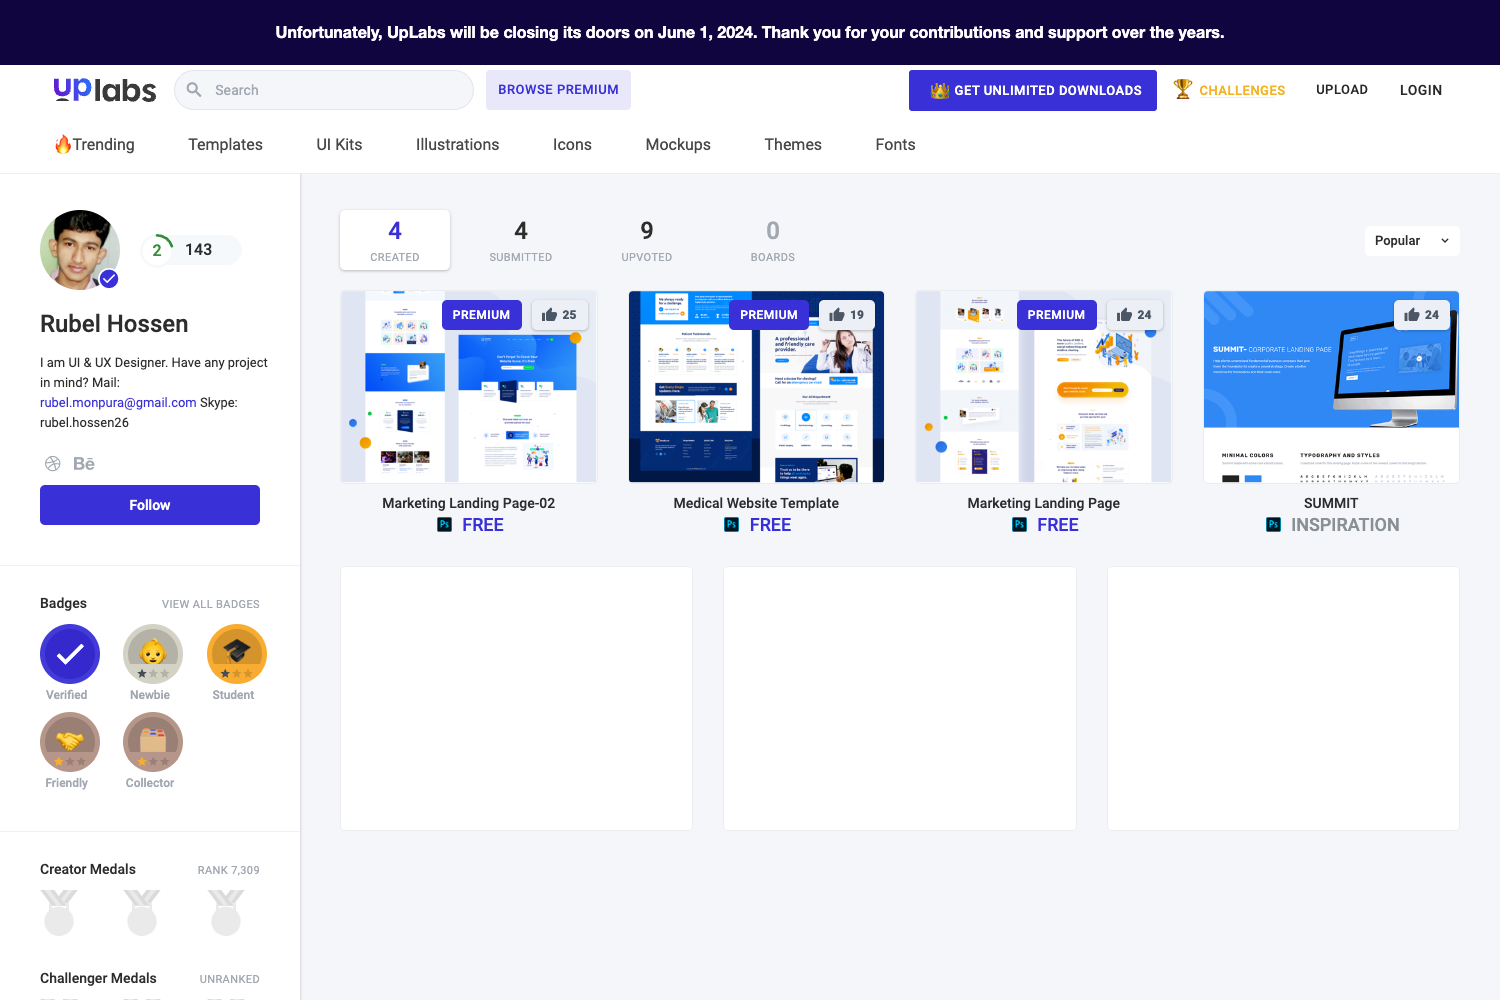 Unfortunately, UpLabs will be closing its doors on June 1, 2024. Thank you for your contributions and support over the years.
uplabs
Search
BROWSE PREMIUM
GET UNLIMITED DOWNLOADS
CHALLENGES
UPLOAD
LOGIN
Trending
Templates
UI Kits
Illustrations
Icons
Mockups
Themes
Fonts
2
143
Rubel Hossen
I am UI & UX Designer. Have any project
in mind? Mail:
rubel.monpura@gmail.com Skype:
rubel.hossen26
Bē
Follow
Badges
VIEW ALL BADGES
Verified
Newbie
Student
Friendly
Collector
Creator Medals
RANK 7,309
Challenger Medals
UNRANKED
4
CREATED
4
SUBMITTED
9
UPVOTED
0
BOARDS
Popular
PREMIUM
25
Marketing Landing Page-02
Ps FREE
PREMIUM
19
A professional
and friendly care
provider.
Medical Website Template
Ps FREE
PREMIUM
24
Marketing Landing Page
Ps FREE
24
SUMMIT- CORPORATE LANDING PAGE
MINIMAL COLORS
TYPOGRAPHY AND STYLES
SUMMIT
Ps INSPIRATION